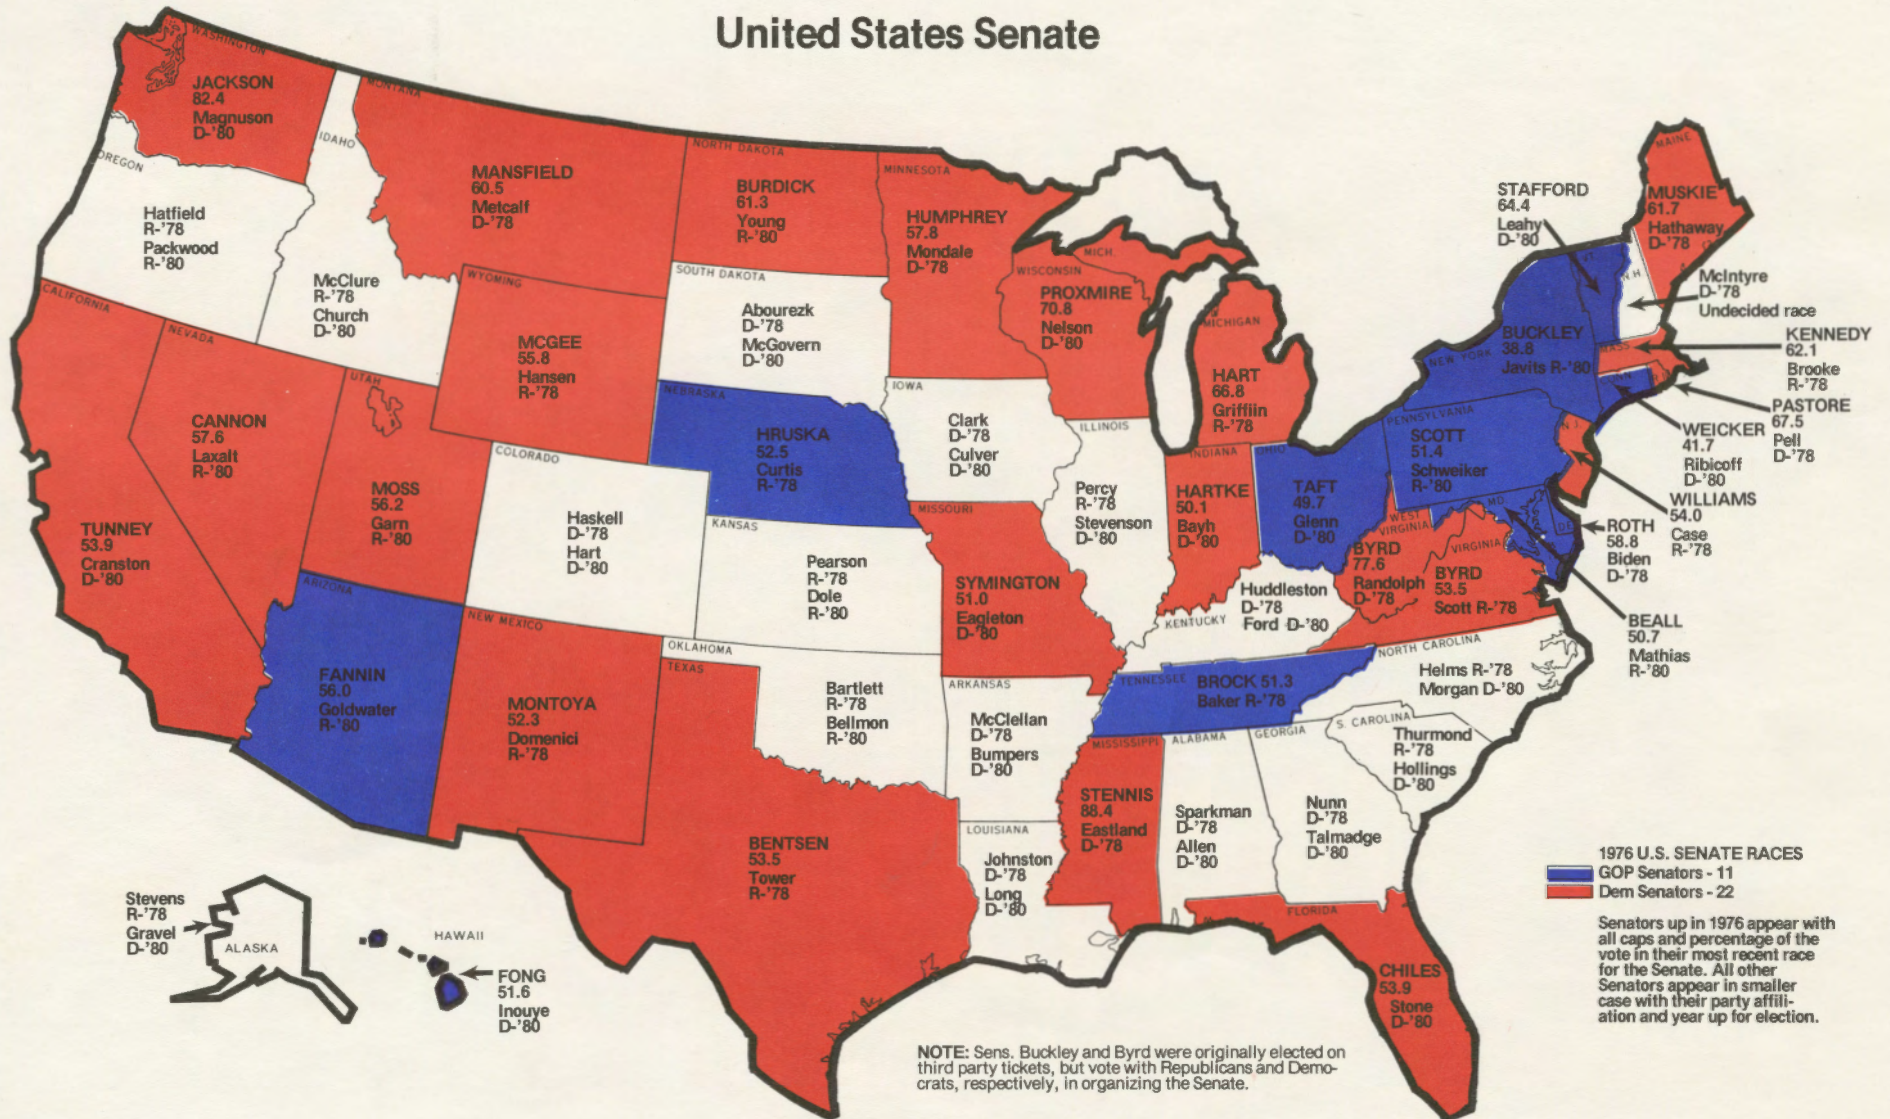 United States Senate
WASHINGTON
JACKSON
82.4
Magnuson
D-'80
OREGON
Hatfield
R-'78
Packwood
R-'80
IDAHO
McClure
R-'78
Church
D-'80
MONTANA
MANSFIELD
60.5
Metcalf
D-'78
NORTH DAKOTA
BURDICK
61.3
Young
R-'80
MINNESOTA
HUMPHREY
57.8
Mondale
D-'78
WISCONSIN
PROXMIRE
70.8
Nelson
D-'80
MICH.
MICHIGAN
HART
66.8
Griffiin
R-'78
CALIFORNIA
TUNNEY
53.9
Cranston
D-'80
NEVADA
CANNON
57.6
Laxalt
R-'80
UTAH
MOSS
56.2
Garn
R-'80
WYOMING
MCGEE
55.8
Hansen
R-'78
SOUTH DAKOTA
Abourezk
D-'78
McGovern
D-'80
NEBRASKA
HRUSKA
52.5
Curtis
R-'78
IOWA
Clark
D-'78
Culver
D-'80
ILLINOIS
Percy
R-'78
Stevenson
D-'80
INDIANA
HARTKE
50.1
Bayh
D-'80
OHIO
TAFT
49.7
Glenn
D-'80
COLORADO
Haskell
D-'78
Hart
D-'80
KANSAS
Pearson
R-'78
Dole
R-'80
MISSOURI
SYMINGTON
51.0
Eagleton
D-'80
KENTUCKY
Huddleston
D-'78
Ford D-'80
WEST
VIRGINIA
BYRD
77.6
Randolph
D-'78
VIRGINIA
BYRD
53.5
Scott R-'78
ARIZONA
FANNIN
56.0
Goldwater
R-'80
NEW MEXICO
MONTOYA
52.3
Domenici
R-'78
OKLAHOMA
Bartlett
R-'78
Bellmon
R-'80
TEXAS
BENTSEN
53.5
Tower
R-'78
ARKANSAS
McClellan
D-'78
Bumpers
D-'80
LOUISIANA
Johnston
D-'78
Long
D-'80
TENNESSEE
BROCK 51.3
Baker R-'78
MISSISSIPPI
STENNIS
88.4
Eastland
D-'78
ALABAMA
Sparkman
D-'78
Allen
D-'80
GEORGIA
Nunn
D-'78
Talmadge
D-'80
NORTH CAROLINA
Helms R-'78
Morgan D-'80
S. CAROLINA
Thurmond
R-'78
Hollings
D-'80
FLORIDA
CHILES
53.9
Stone
D-'80
MAINE
MUSKIE
61.7
Hathaway
D-'78
VT.
STAFFORD
64.4
Leahy
D-'80
N.H.
McIntyre
D-'78
Undecided race
NEW YORK
BUCKLEY
38.8
Javits R-'80
MASS
KENNEDY
62.1
Brooke
R-'78
PASTORE
67.5
Pell
D-'78
WEICKER
41.7
Ribicoff
D-'80
PENNSYLVANIA
SCOTT
51.4
Schweiker
R-'80
N.J.
WILLIAMS
54.0
Case
R-'78
DE
ROTH
58.8
Biden
D-'78
MD.
BEALL
50.7
Mathias
R-'80
ALASKA
Stevens
R-'78
Gravel
D-'80
HAWAII
FONG
51.6
Inouye
D-'80
1976 U.S. SENATE RACES
GOP Senators - 11
Dem Senators - 22
Senators up in 1976 appear with
all caps and percentage of the
vote in their most recent race
for the Senate. All other
Senators appear in smaller
case with their party affili-
ation and year up for election.
NOTE: Sens. Buckley and Byrd were originally elected on
third party tickets, but vote with Republicans and Demo-
crats, respectively, in organizing the Senate.